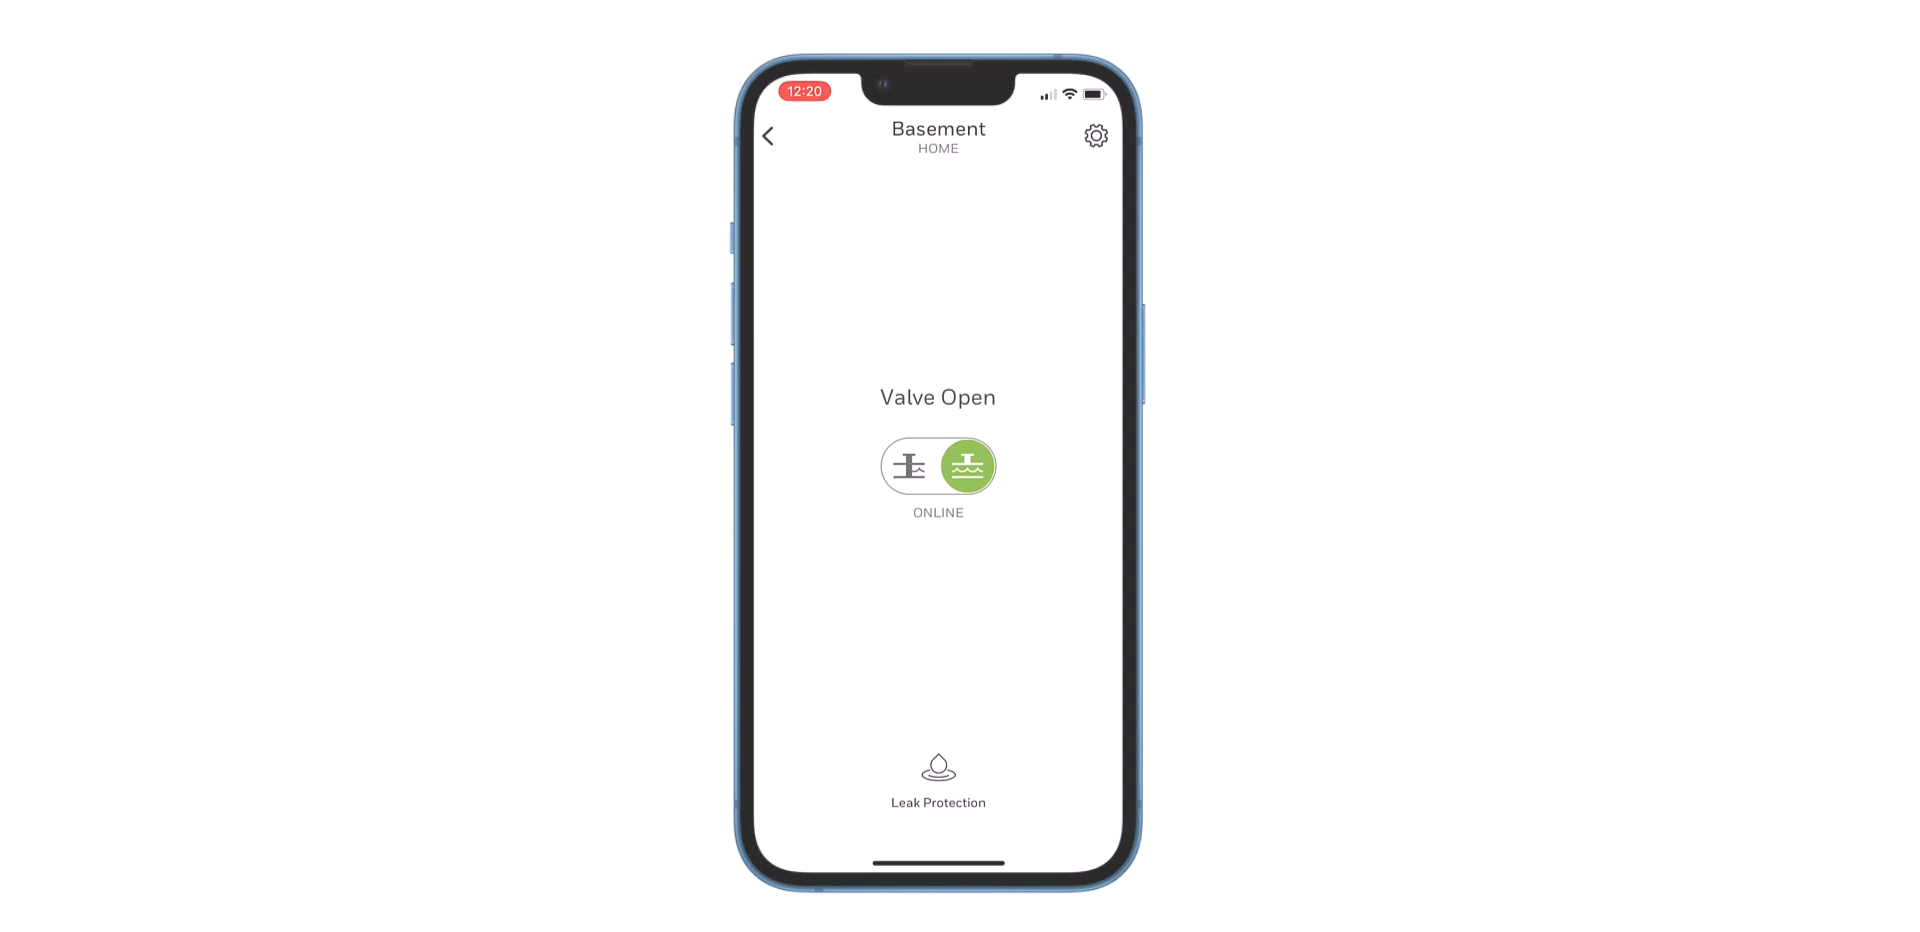 12:20
Basement
HOME
Valve Open
ONLINE
Leak Protection